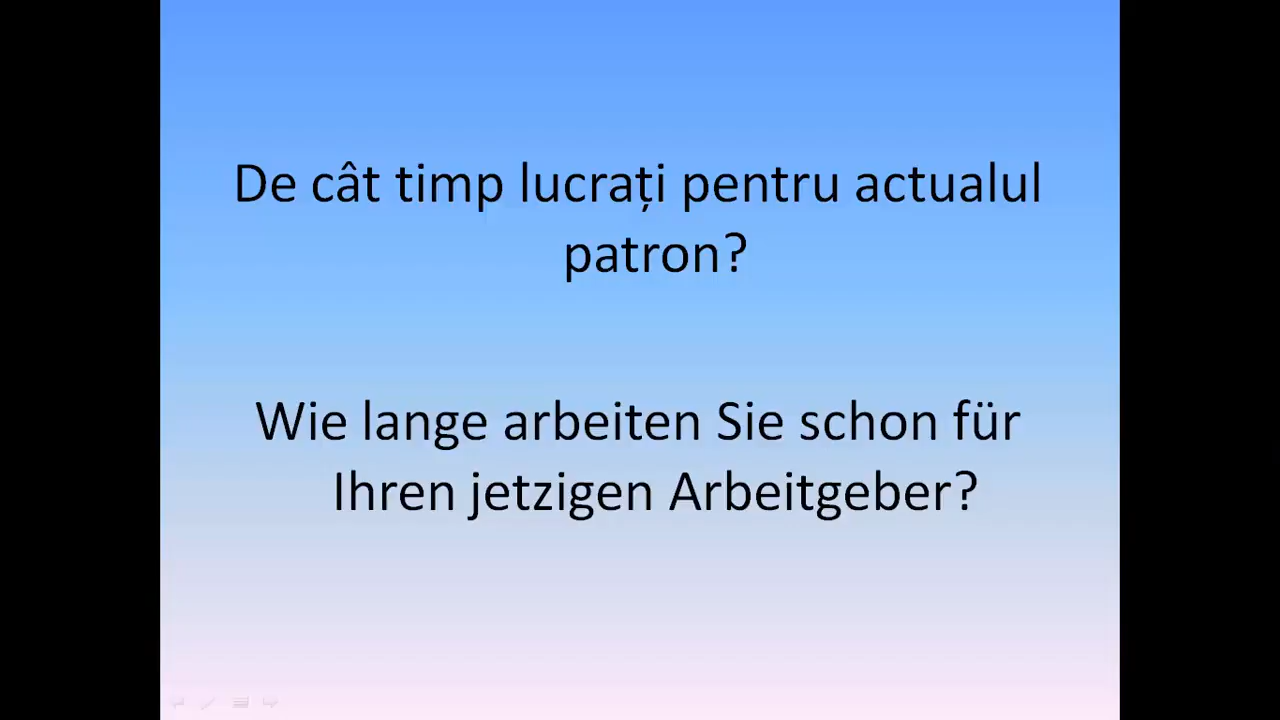 De cât timp lucrați pentru actualul
patron?
Wie lange arbeiten Sie schon für
Ihren jetzigen Arbeitgeber?